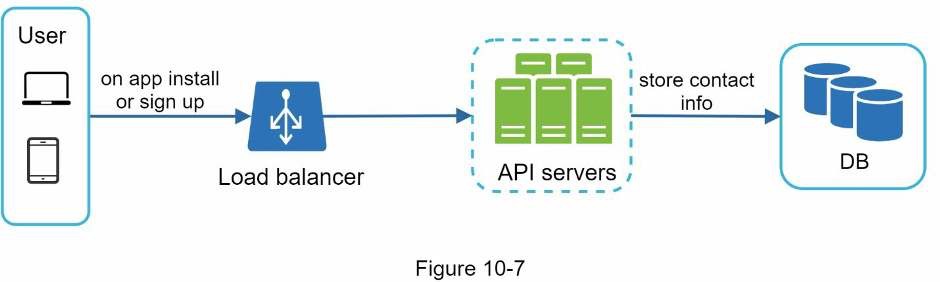 User
on app install
or sign up
Load balancer
API servers
store contact
info
DB
Figure 10-7